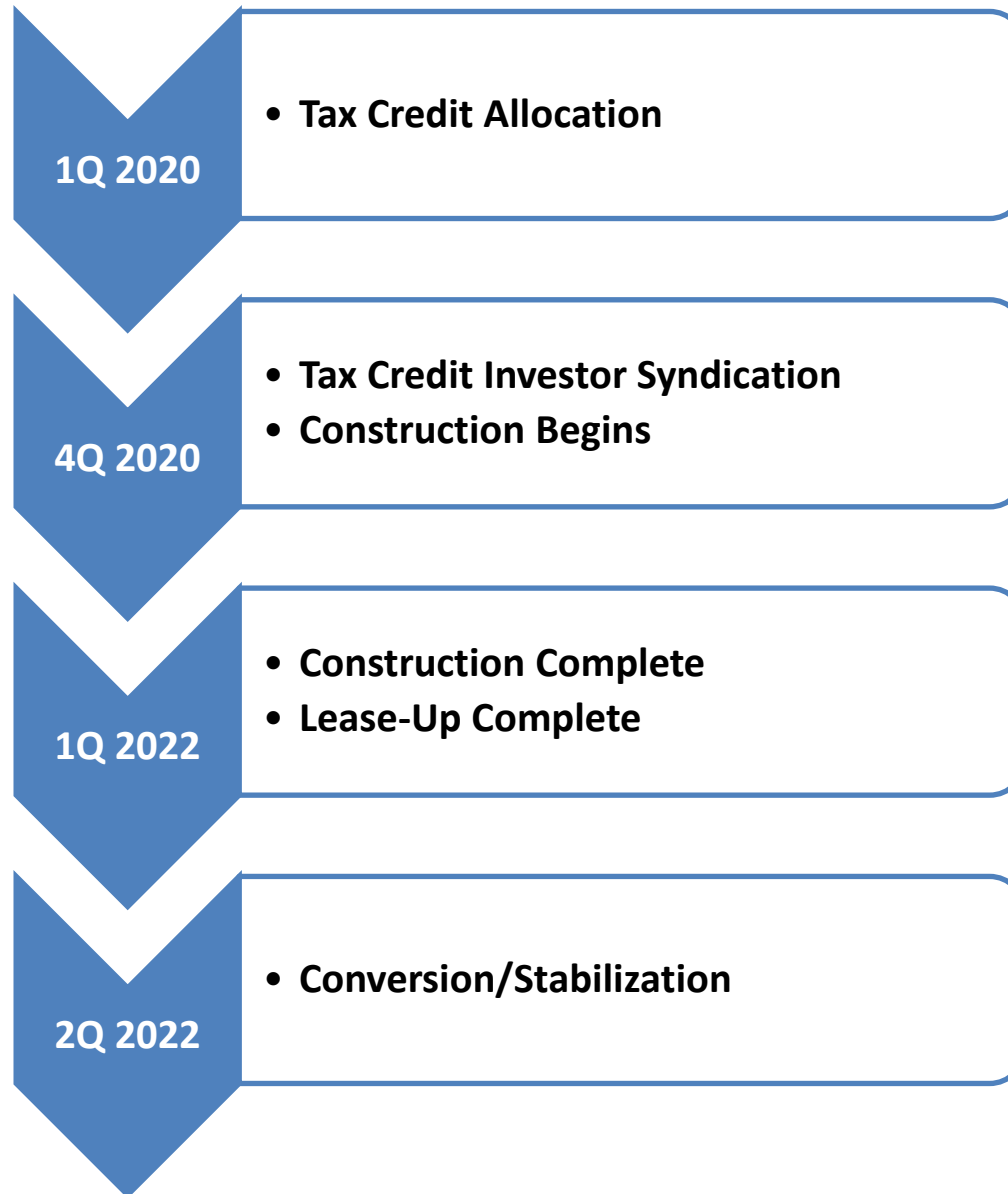 1Q 2020
• Tax Credit Allocation
4Q 2020
• Tax Credit Investor Syndication
• Construction Begins
1Q 2022
• Construction Complete
• Lease-Up Complete
2Q 2022
• Conversion/Stabilization